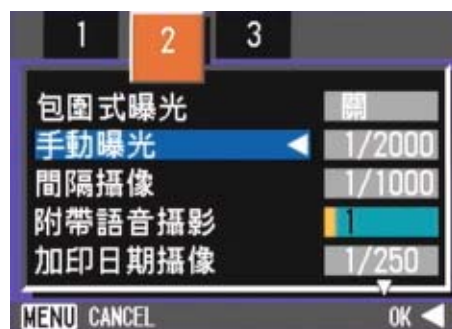 1 2 3
包圍式曝光 關
手動曝光 1/2000
間隔攝像 1/1000
附帶語音攝影 1
加印日期攝像 1/250
MENU CANCEL OK